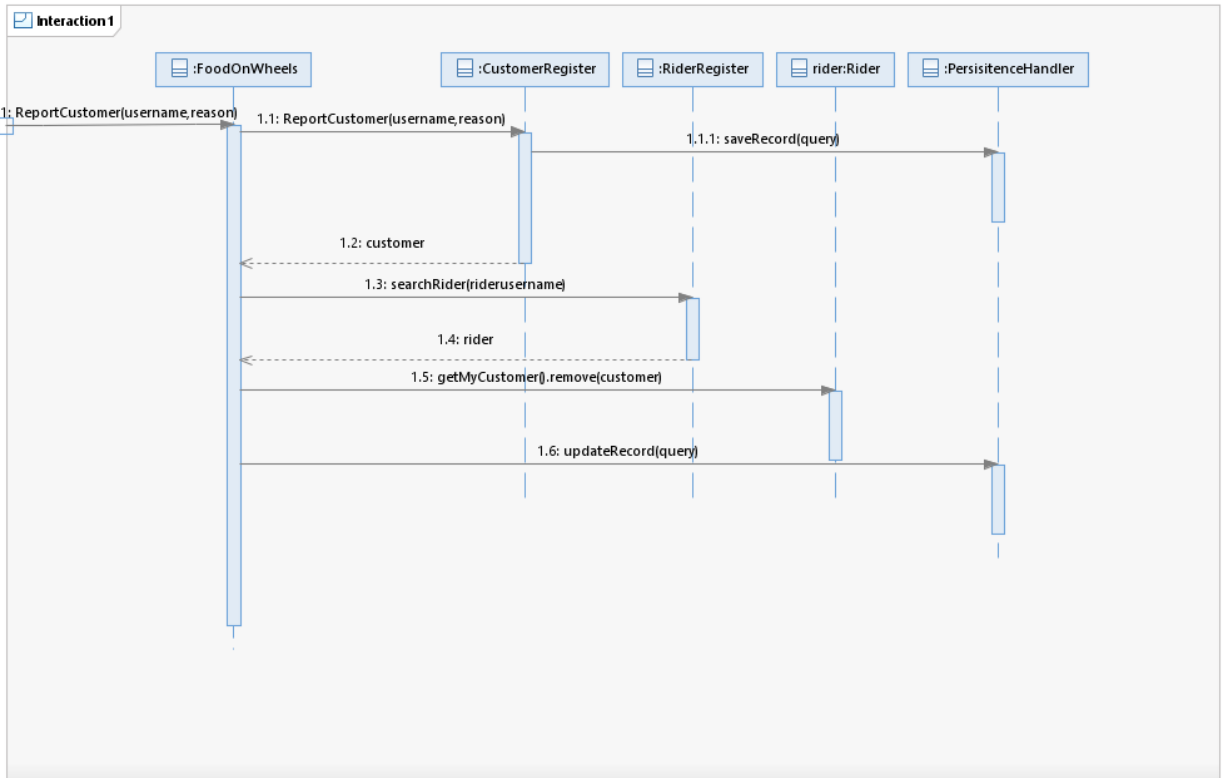 Interaction1
:FoodOnWheels
:CustomerRegister
:RiderRegister
rider:Rider
:PersisitenceHandler
1: ReportCustomer(username,reason)
1.1: ReportCustomer(username,reason)
1.1.1: saveRecord(query)
1.2: customer
1.3: searchRider(riderusername)
1.4: rider
1.5: getMyCustomer().remove(customer)
1.6: updateRecord(query)